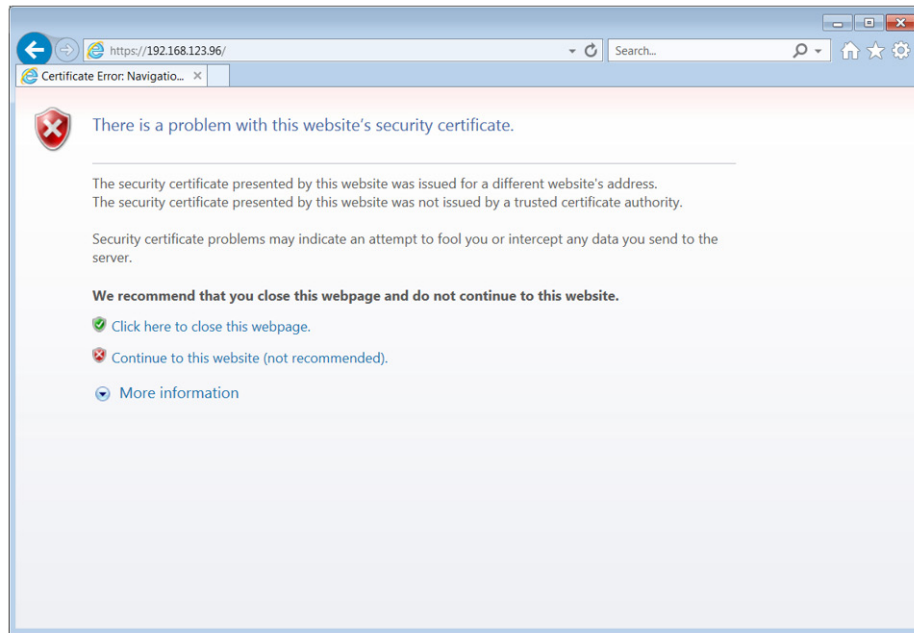 https://192.168.123.96/
Search...
Certificate Error: Navigatio...
There is a problem with this website's security certificate.
The security certificate presented by this website was issued for a different website's address.
The security certificate presented by this website was not issued by a trusted certificate authority.
Security certificate problems may indicate an attempt to fool you or intercept any data you send to the
server.
We recommend that you close this webpage and do not continue to this website.
Click here to close this webpage.
Continue to this website (not recommended).
More information